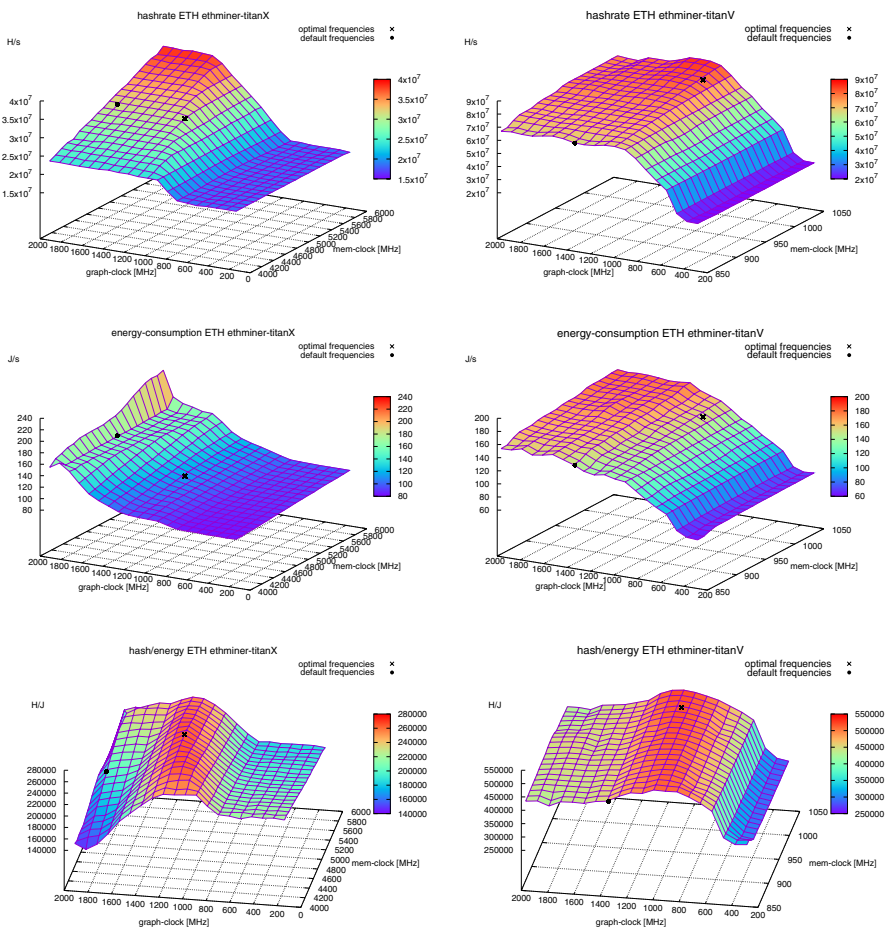 hashrate ETH ethminer-titanX
optimal frequencies
default frequencies
H/s
4x10^7
3.5x10^7
3x10^7
2.5x10^7
2x10^7
1.5x10^7
4x10^7
3.5x10^7
3x10^7
2.5x10^7
2x10^7
1.5x10^7
2000 1800 1600 1400 1200 1000 800 600 400 200 0
graph-clock [MHz]
4000 4200 4400 4600 4800 5000 5200 5400 5600 5800 6000
mem-clock [MHz]
hashrate ETH ethminer-titanV
optimal frequencies
default frequencies
H/s
9x10^7
8x10^7
7x10^7
6x10^7
5x10^7
4x10^7
3x10^7
2x10^7
9x10^7
8x10^7
7x10^7
6x10^7
5x10^7
4x10^7
3x10^7
2x10^7
2000 1800 1600 1400 1200 1000 800 600 400 200
graph-clock [MHz]
850 900 950 1000 1050
mem-clock [MHz]
energy-consumption ETH ethminer-titanX
optimal frequencies
default frequencies
J/s
240
220
200
180
160
140
120
100
80
240
220
200
180
160
140
120
100
80
2000 1800 1600 1400 1200 1000 800 600 400 200 0
graph-clock [MHz]
4000 4200 4400 4600 4800 5000 5200 5400 5600 5800 6000
mem-clock [MHz]
energy-consumption ETH ethminer-titanV
optimal frequencies
default frequencies
J/s
200
180
160
140
120
100
80
60
200
180
160
140
120
100
80
60
2000 1800 1600 1400 1200 1000 800 600 400 200
graph-clock [MHz]
850 900 950 1000 1050
mem-clock [MHz]
hash/energy ETH ethminer-titanX
optimal frequencies
default frequencies
H/J
280000
260000
240000
220000
200000
180000
160000
140000
280000
260000
240000
220000
200000
180000
160000
140000
2000 1800 1600 1400 1200 1000 800 600 400 200 0
graph-clock [MHz]
4000 4200 4400 4600 4800 5000 5200 5400 5600 5800 6000
mem-clock [MHz]
hash/energy ETH ethminer-titanV
optimal frequencies
default frequencies
H/J
550000
500000
450000
400000
350000
300000
250000
550000
500000
450000
400000
350000
300000
250000
2000 1800 1600 1400 1200 1000 800 600 400 200
graph-clock [MHz]
850 900 950 1000 1050
mem-clock [MHz]